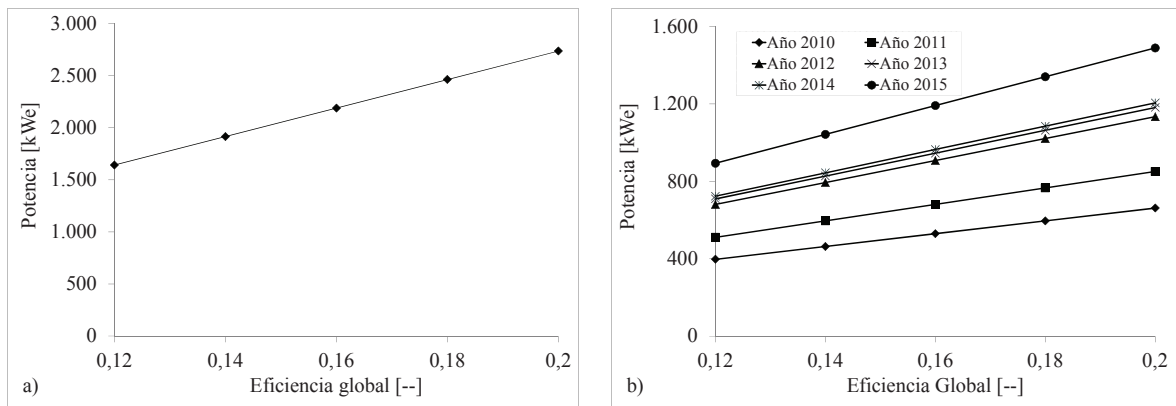 3.000
2.500
2.000
1.500
1.000
500
0
Potencia [kWe]
0,12 0,14 0,16 0,18 0,2
Eficiencia global [--]
a)
1.600
1.200
800
400
0
Potencia [kWe]
Año 2010 Año 2011
Año 2012 Año 2013
Año 2014 Año 2015
0,12 0,14 0,16 0,18 0,2
Eficiencia Global [--]
b)